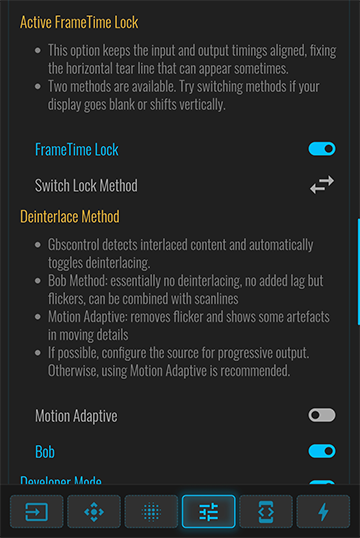 Active FrameTime Lock
This option keeps the input and output timings aligned, fixing
the horizontal tear line that can appear sometimes.
Two methods are available. Try switching methods if your
display goes blank or shifts vertically.
FrameTime Lock
Switch Lock Method
Deinterlace Method
Gbscontrol detects interlaced content and automatically
toggles deinterlacing.
Bob Method: essentially no deinterlacing, no added lag but
flickers, can be combined with scanlines
Motion Adaptive: removes flicker and shows some artefacts
in moving details
If possible, configure the source for progressive output.
Otherwise, using Motion Adaptive is recommended.
Motion Adaptive
Bob
Developer Mode